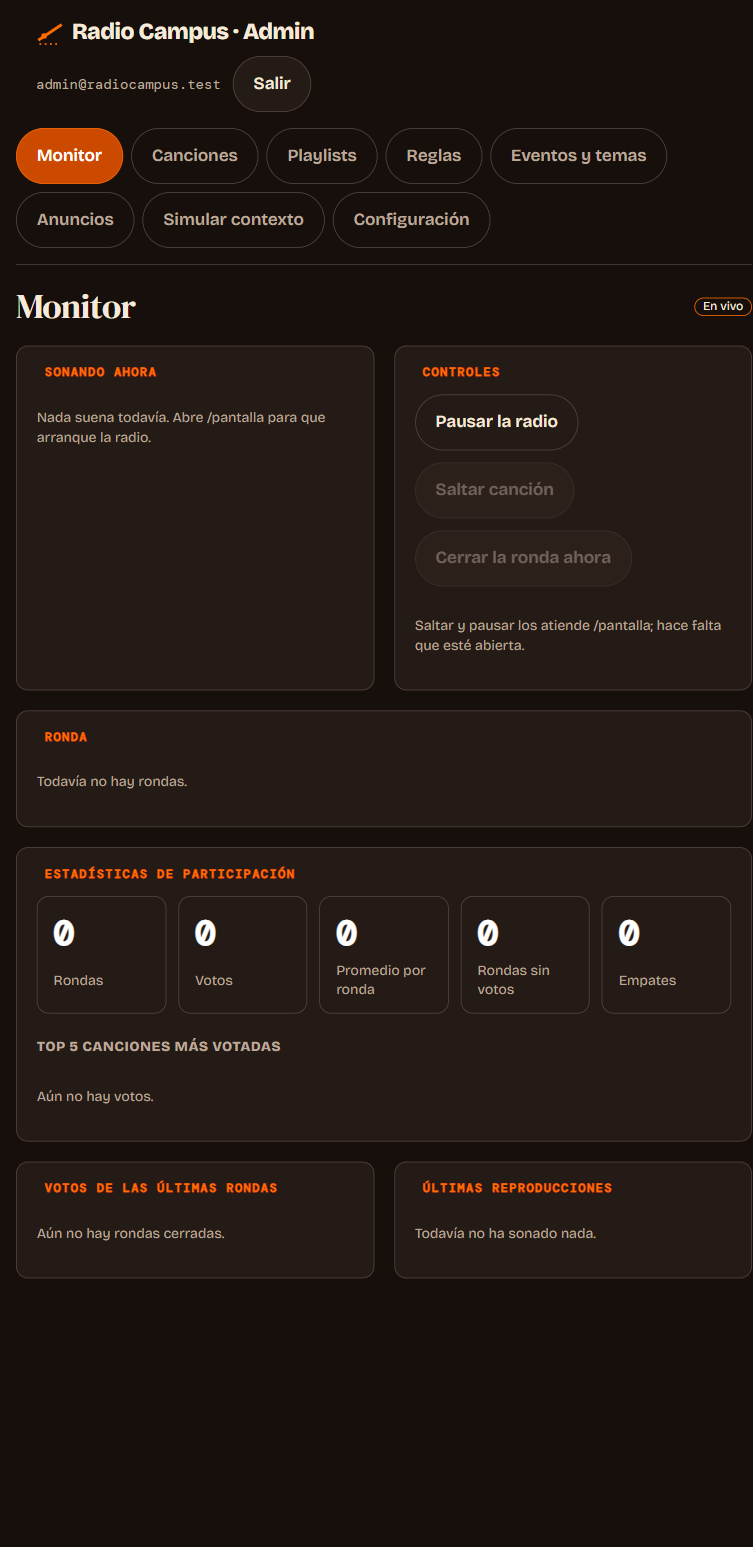 Radio Campus · Admin
admin@radiocampus.test
Salir
Monitor
Canciones
Playlists
Reglas
Eventos y temas
Anuncios
Simular contexto
Configuración
Monitor
En vivo
SONANDO AHORA
Nada suena todavía. Abre /pantalla para que
arranque la radio.
CONTROLES
Pausar la radio
Saltar canción
Cerrar la ronda ahora
Saltar y pausar los atiende /pantalla; hace falta
que esté abierta.
RONDA
Todavía no hay rondas.
ESTADÍSTICAS DE PARTICIPACIÓN
0
Rondas
0
Votos
0
Promedio por
ronda
0
Rondas sin
votos
0
Empates
TOP 5 CANCIONES MÁS VOTADAS
Aún no hay votos.
VOTOS DE LAS ÚLTIMAS RONDAS
Aún no hay rondas cerradas.
ÚLTIMAS REPRODUCCIONES
Todavía no ha sonado nada.